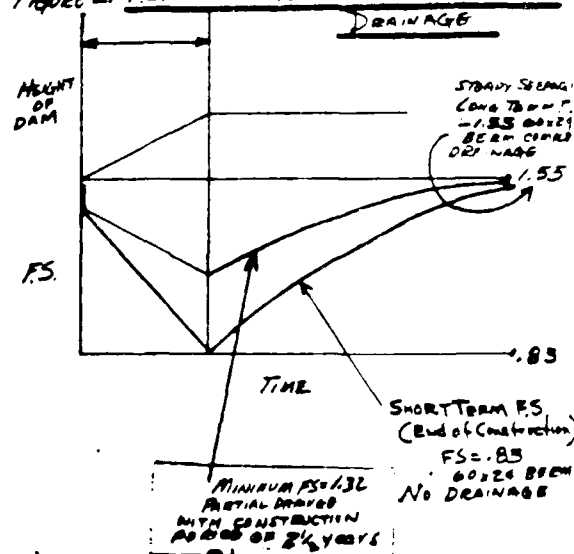 FIGURE
DRAINAGE
HEIGHT
OF
DAM
STEADY SEEPAG
LONG TERM F.
-1.55 60x24
BERM
DRAINAGE
1.55
F.S.
.83
TIME
SHORT TERM F.S.
(End of Construction)
FS=.83
60x24 BERM
NO DRAINAGE
MINIMUM FS=1.32
PARTIAL DRAINED
WITH CONSTRUCTION
PERIOD OF 2½ YEARS